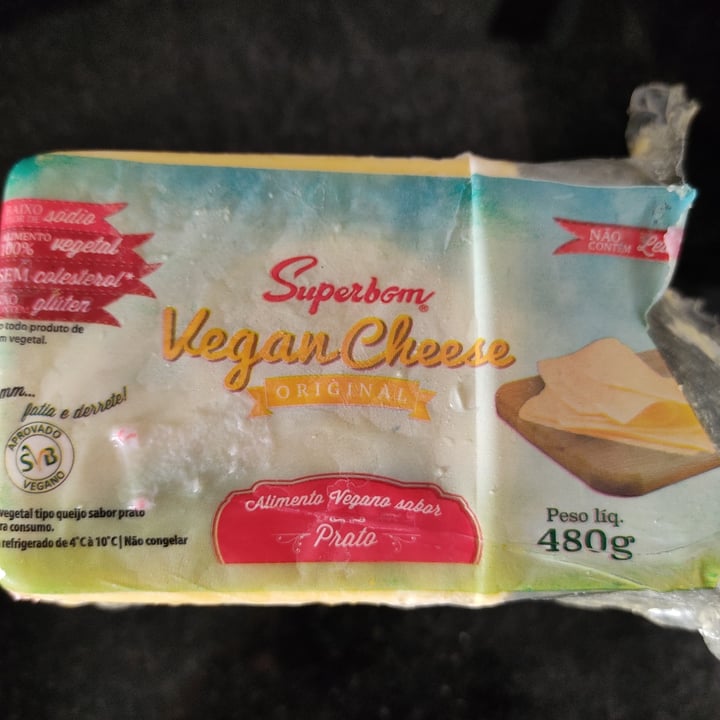 sodio
100% vegetal
SEM colesterol*
glúten
todo produto de
vegetal.
fatia e derrete!
APROVADO
SVB
VEGANO
vegetal tipo queijo sabor prato
consumo.
refrigerado de 4°C à 10°C | Não congelar
Superbom®
Vegan Cheese
ORIGINAL
Alimento Vegano sabor
Prato
NÃO
CONTÉM
Peso líq.
480g